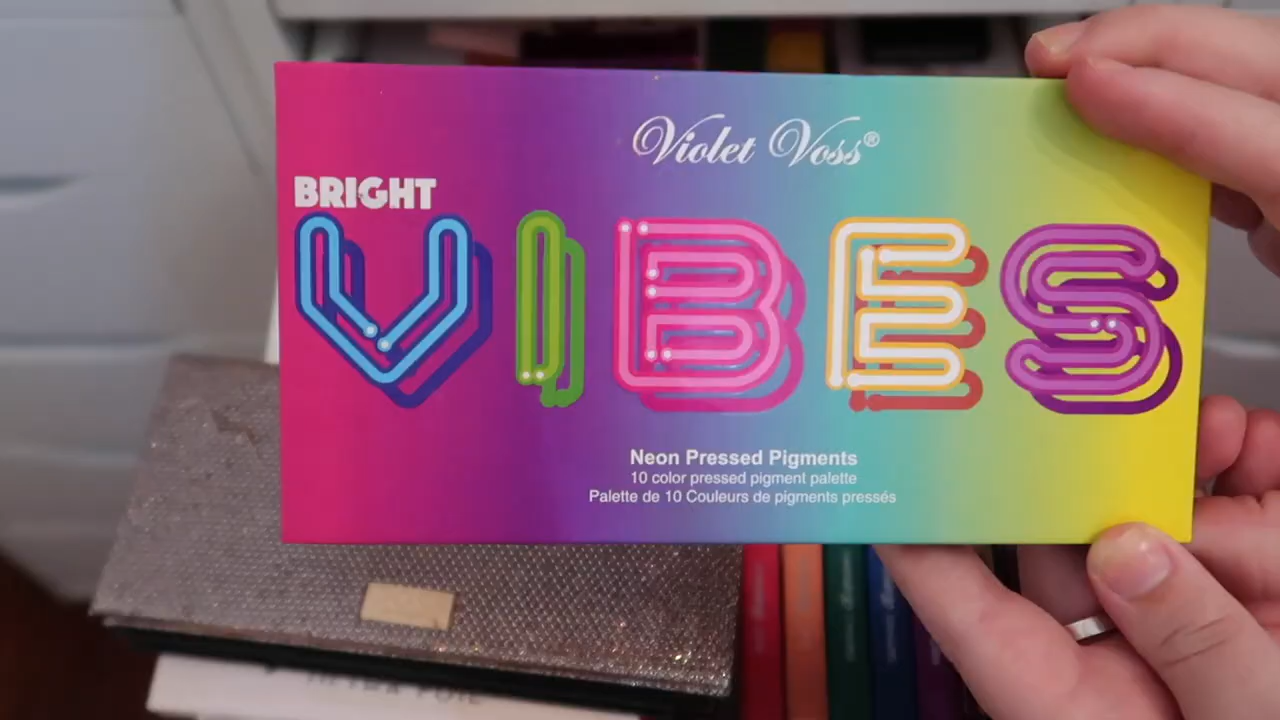 Violet Voss®
BRIGHT
VIBES
Neon Pressed Pigments
10 color pressed pigment palette
Palette de 10 Couleurs de pigments pressés